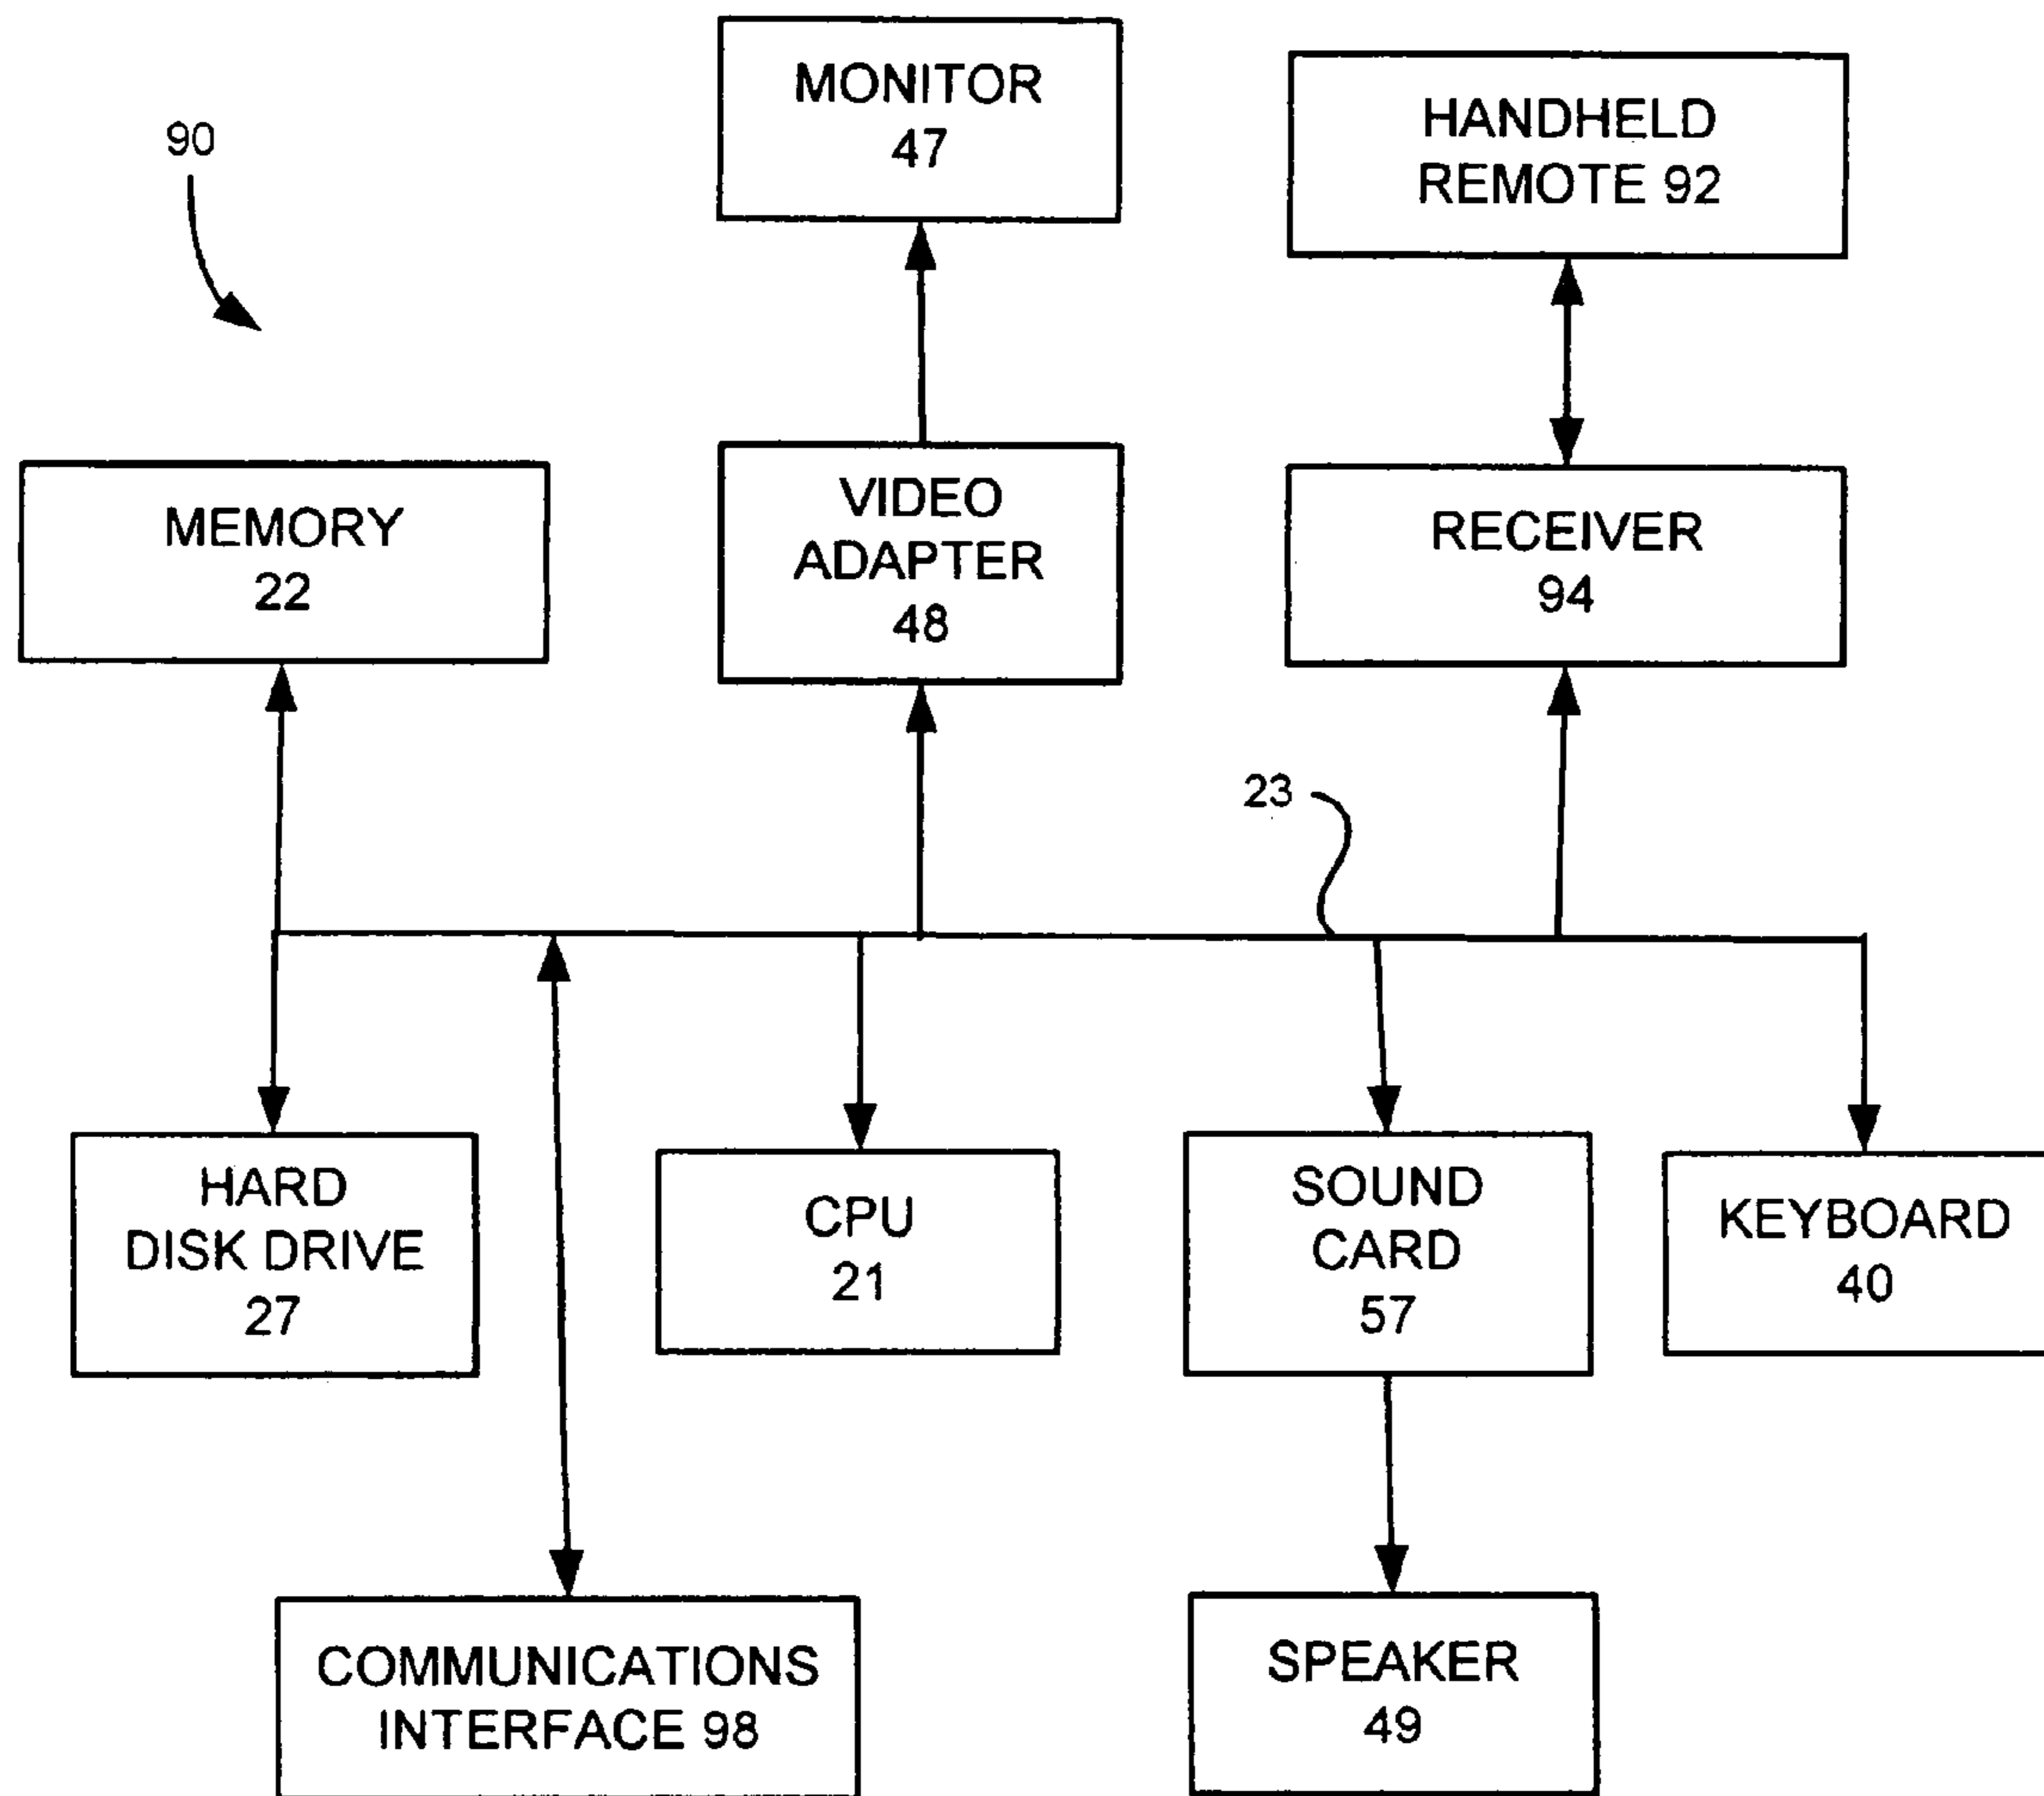 90
MONITOR
47
HANDHELD
REMOTE 92
MEMORY
22
VIDEO
ADAPTER
48
RECEIVER
94
23
HARD
DISK DRIVE
27
CPU
21
SOUND
CARD
57
KEYBOARD
40
COMMUNICATIONS
INTERFACE 98
SPEAKER
49